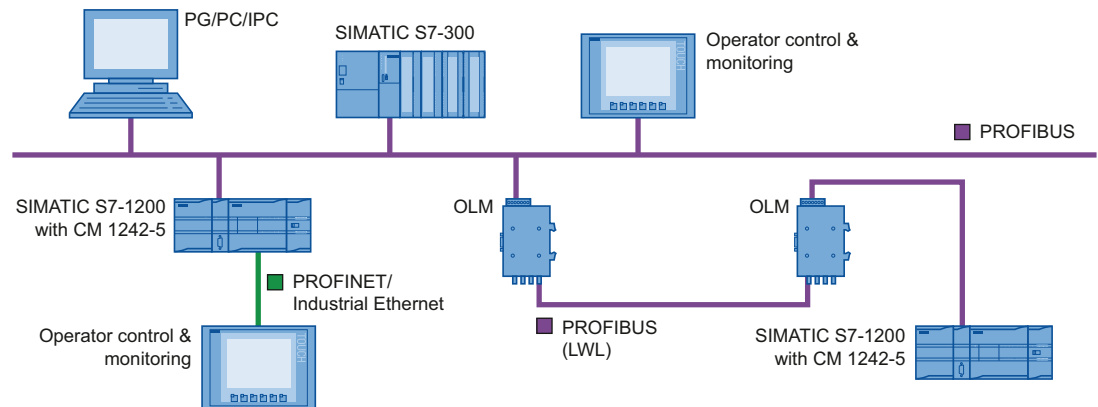 PG/PC/IPC
SIMATIC S7-300
Operator control &
monitoring
PROFIBUS
SIMATIC S7-1200
with CM 1242-5
OLM
OLM
PROFINET/
Industrial Ethernet
Operator control &
monitoring
PROFIBUS
(LWL)
SIMATIC S7-1200
with CM 1242-5